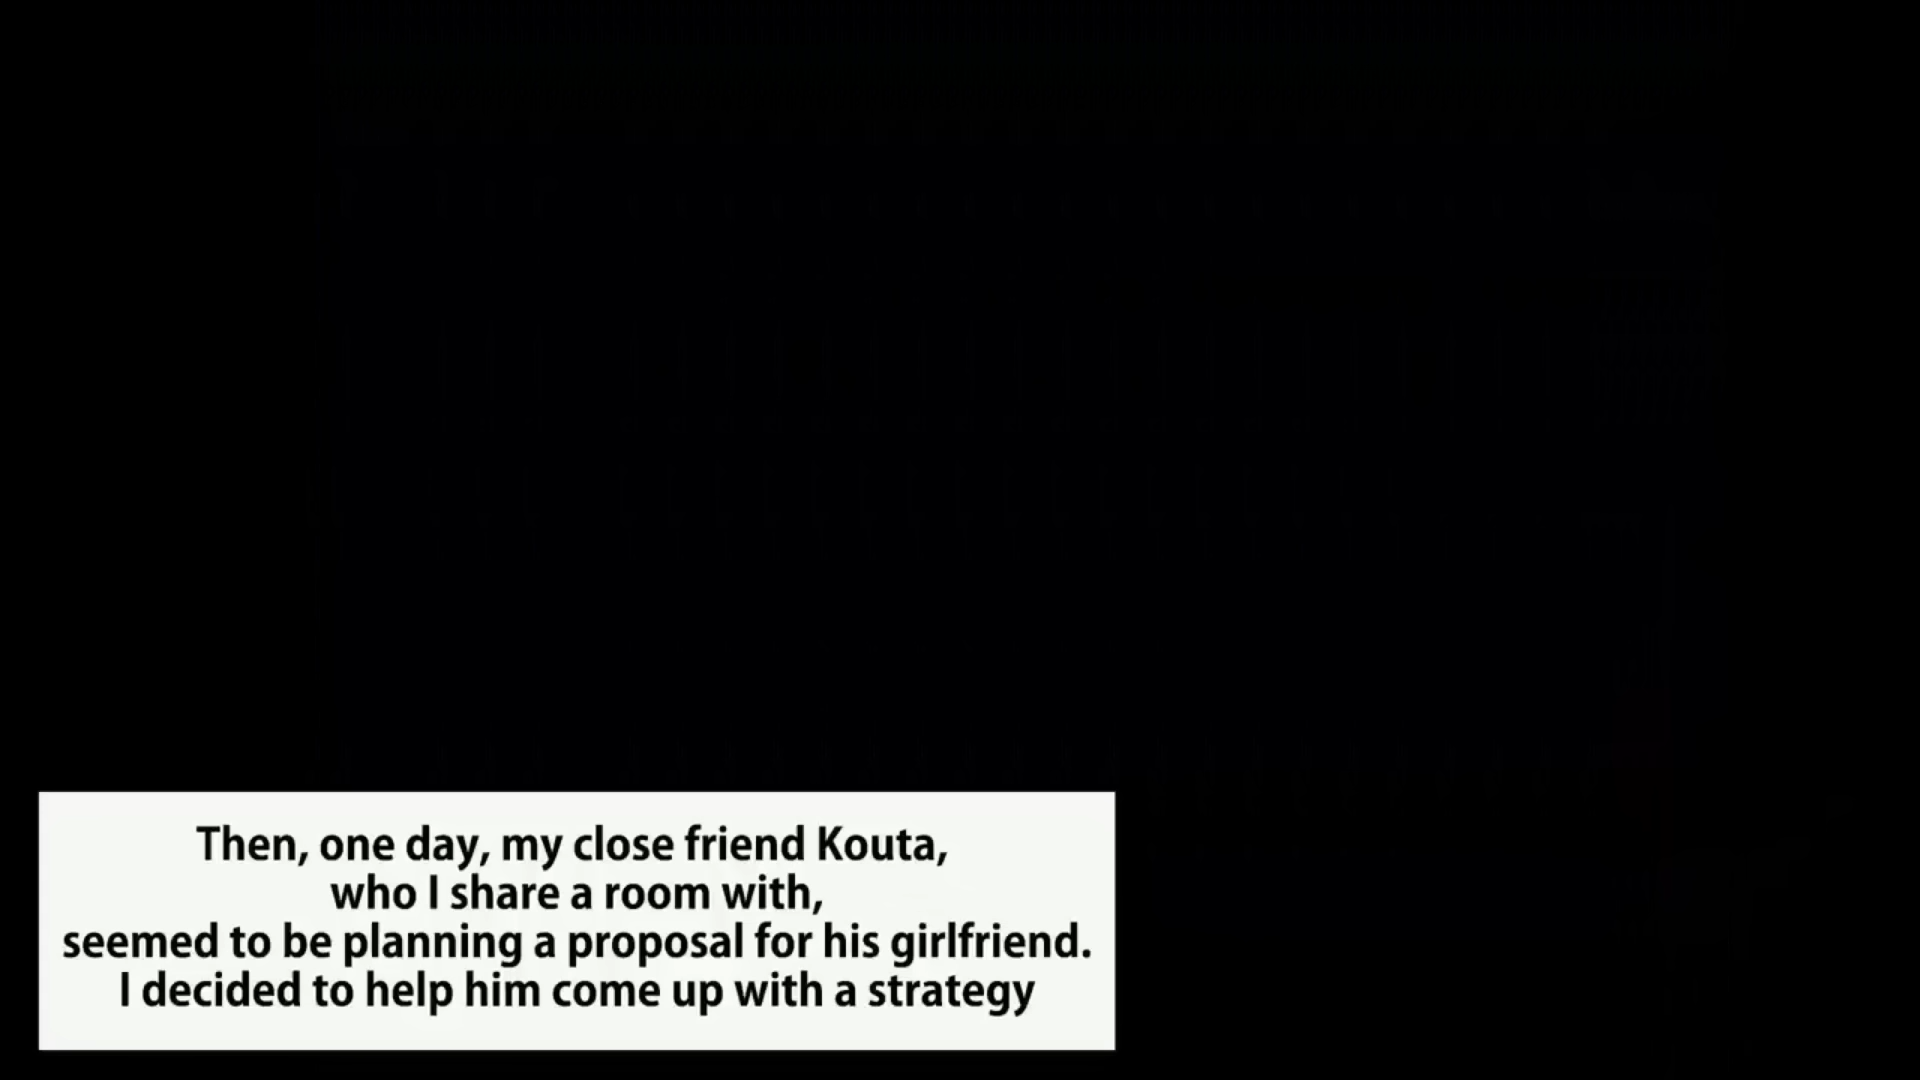 Then, one day, my close friend Kouta,
who I share a room with,
seemed to be planning a proposal for his girlfriend.
I decided to help him come up with a strategy